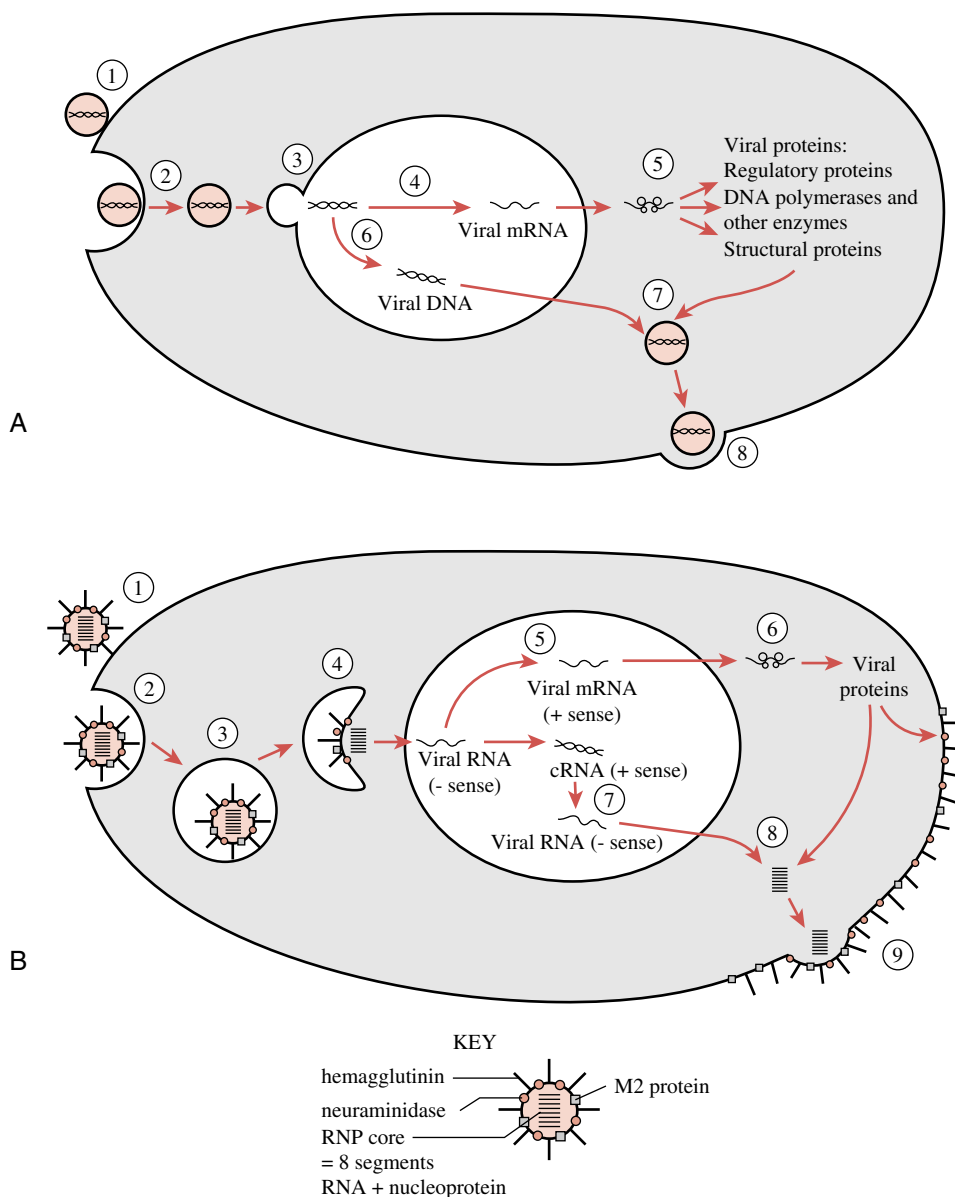 1
2
3
4
5
Viral proteins:
Regulatory proteins
DNA polymerases and
other enzymes
Structural proteins
Viral mRNA
6
Viral DNA
7
8
A
1
2
3
4
5
6
Viral mRNA
(+ sense)
Viral
proteins
Viral RNA
(- sense)
cRNA (+ sense)
7
Viral RNA (- sense)
8
9
B
KEY
hemagglutinin
neuraminidase
RNP core
= 8 segments
RNA + nucleoprotein
M2 protein